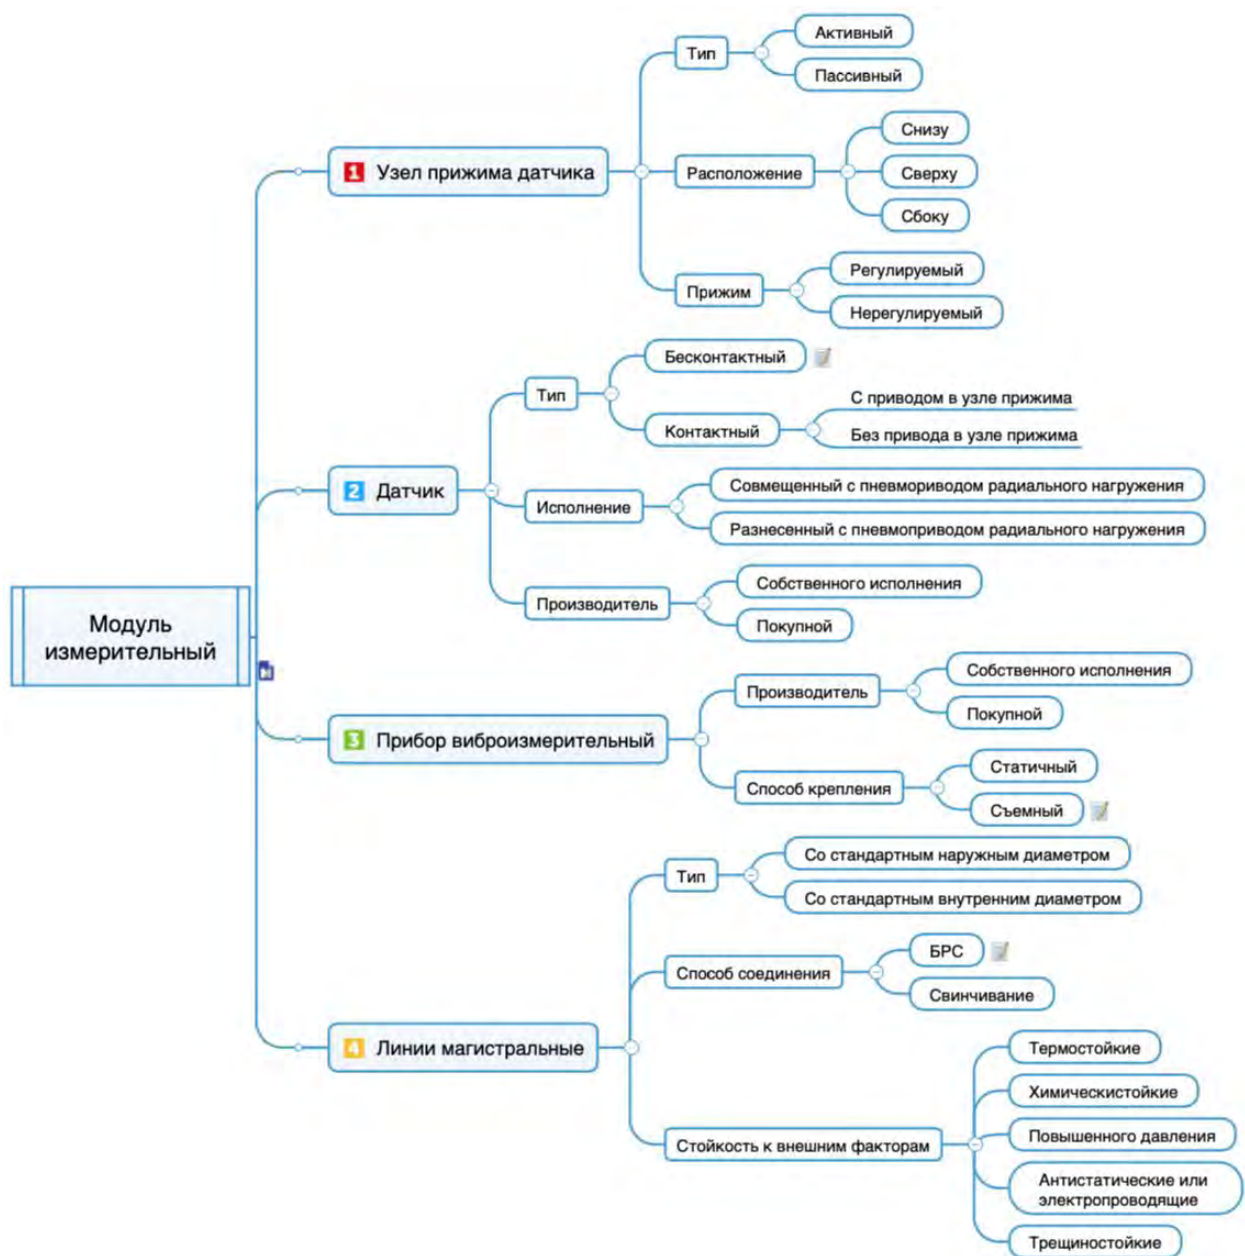 Модуль
измерительный
1 Узел прижима датчика
Тип
Активный
Пассивный
Расположение
Снизу
Сверху
Сбоку
Прижим
Регулируемый
Нерегулируемый
2 Датчик
Тип
Бесконтактный
Контактный
С приводом в узле прижима
Без привода в узле прижима
Исполнение
Совмещенный с пневмориводом радиального нагружения
Разнесенный с пневмоприводом радиального нагружения
Производитель
Собственного исполнения
Покупной
3 Прибор виброизмерительный
Производитель
Собственного исполнения
Покупной
Способ крепления
Статичный
Съемный
4 Линии магистральные
Тип
Со стандартным наружным диаметром
Со стандартным внутренним диаметром
Способ соединения
БРС
Свинчивание
Стойкость к внешним факторам
Термостойкие
Химическистойкие
Повышенного давления
Антистатические или
электропроводящие
Трещиностойкие